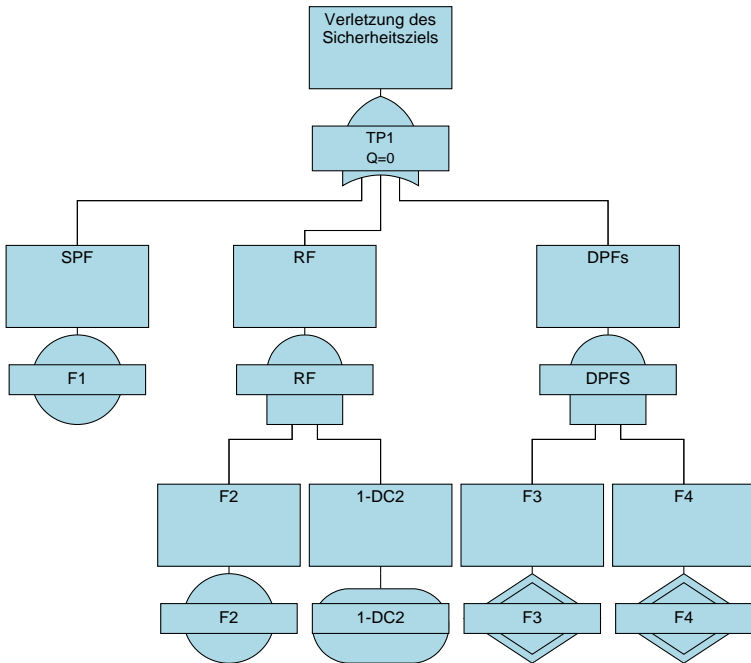 Verletzung des
Sicherheitsziels
TP1
Q=0
SPF
RF
DPFs
F1
RF
DPFS
F2
1-DC2
F3
F4
F2
1-DC2
F3
F4